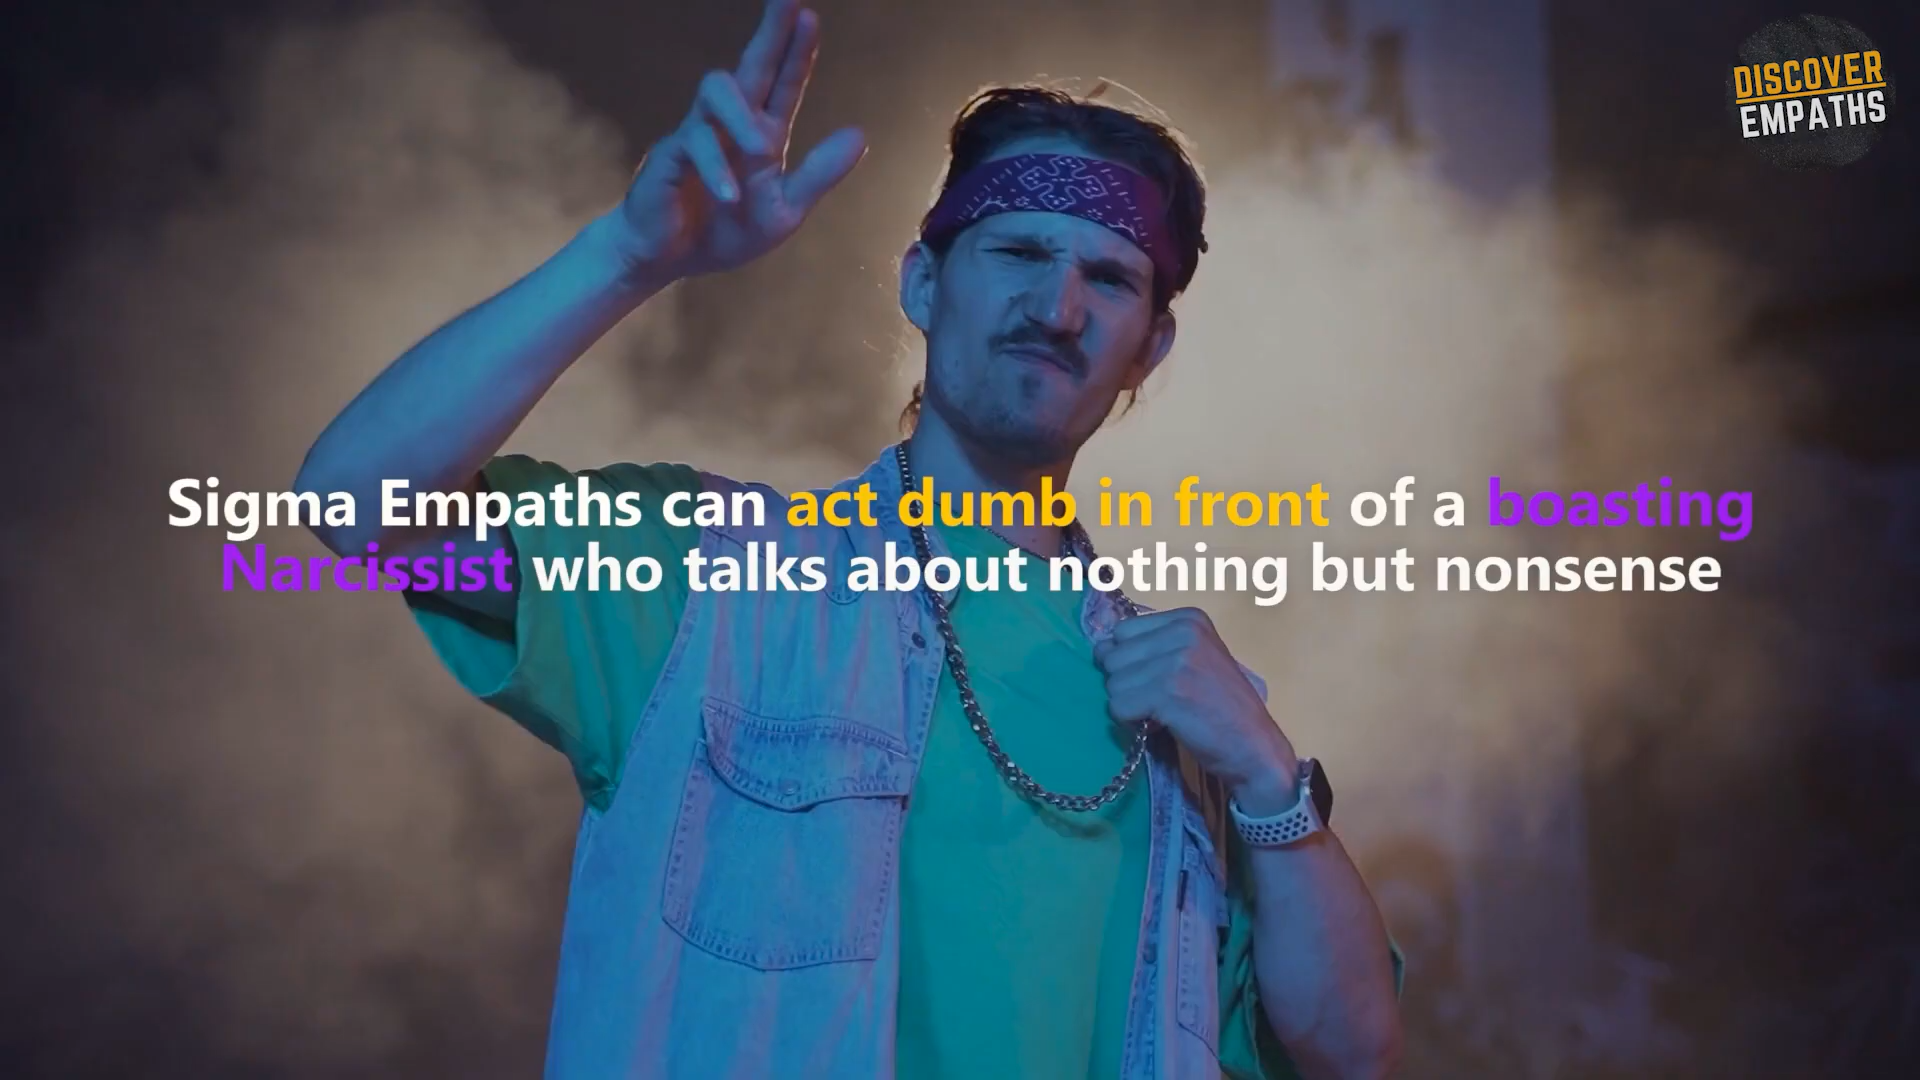 DISCOVER
EMPATHS
Sigma Empaths can act dumb in front of a boasting
Narcissist who talks about nothing but nonsense